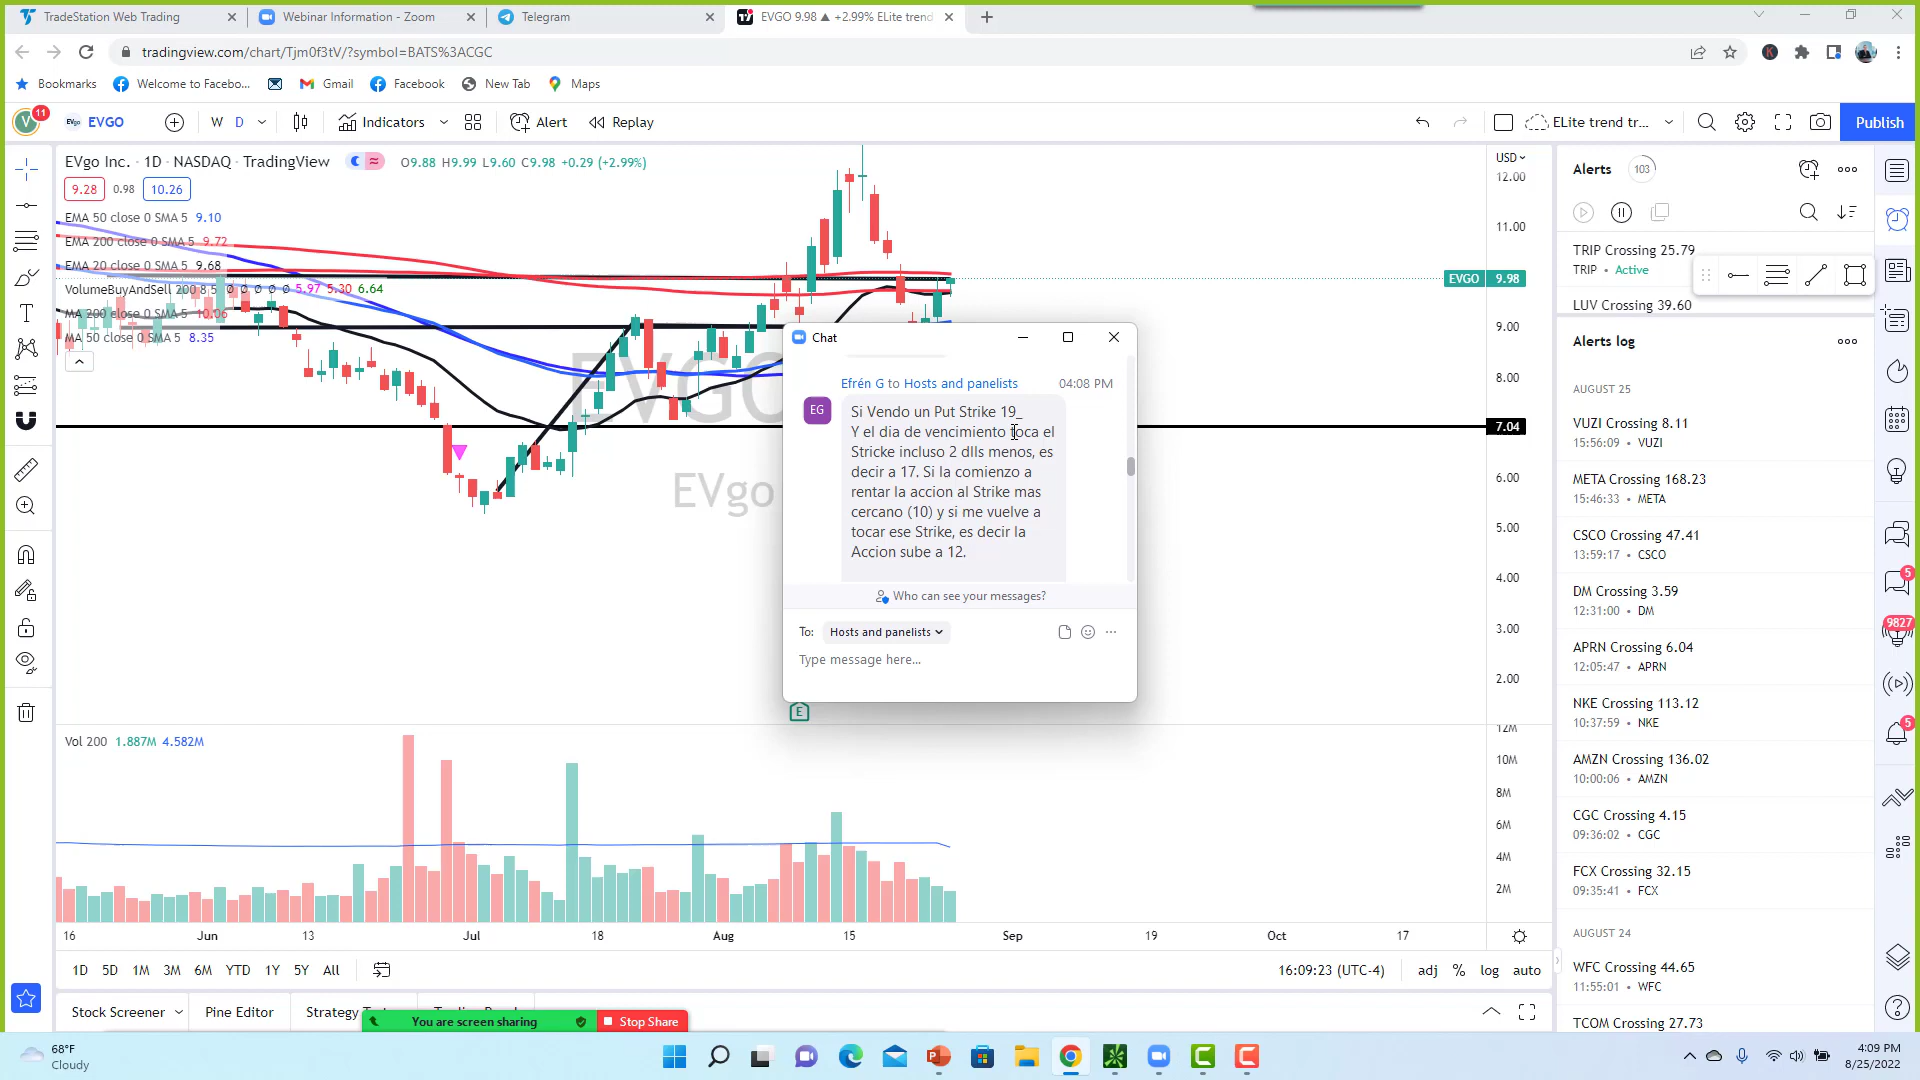 TradeStation Web Trading
Webinar Information - Zoom
Telegram
EVGO 9.98 ▲ +2.99% ELite trend
tradingview.com/chart/Tjm0f3tV/?symbol=BATS%3ACGC
Bookmarks
Welcome to Facebo...
Gmail
Facebook
New Tab
Maps
V
11
EVgo
EVGO
W
D
Indicators
Alert
Replay
ELite trend tr...
Publish
EVgo Inc. · 1D · NASDAQ · TradingView
O9.88 H9.99 L9.60 C9.98 +0.29 (+2.99%)
9.28
0.98
10.26
EMA 50 close 0 SMA 5 9.10
EMA 200 close 0 SMA 5 9.72
EMA 20 close 0 SMA 5 9.68
VolumeBuyAndSell 200 8 5 ∅ ∅ ∅ ∅ ∅ 5.97 5.30 6.64
MA 200 close 0 SMA 5 10.06
MA 50 close 0 SMA 5 8.35
EVGO
EVgo
USD
12.00
11.00
EVGO 9.98
9.00
8.00
7.04
6.00
5.00
4.00
3.00
2.00
Chat
Efrén G to Hosts and panelists 04:08 PM
EG
Si Vendo un Put Strike 19_
Y el dia de vencimiento toca el
Stricke incluso 2 dlls menos, es
decir a 17. Si la comienzo a
rentar la accion al Strike mas
cercano (10) y si me vuelve a
tocar ese Strike, es decir la
Accion sube a 12.
Who can see your messages?
To: Hosts and panelists
Type message here...
E
Vol 200 1.887M 4.582M
12M
10M
8M
6M
4M
2M
16
Jun
13
Jul
18
Aug
15
Sep
19
Oct
17
1D
5D
1M
3M
6M
YTD
1Y
5Y
All
16:09:23 (UTC-4)
adj
%
log
auto
Stock Screener
Pine Editor
Strategy
You are screen sharing
Stop Share
Alerts
103
TRIP Crossing 25.79
TRIP • Active
LUV Crossing 39.60
Alerts log
AUGUST 25
VUZI Crossing 8.11
15:56:09 • VUZI
META Crossing 168.23
15:46:33 • META
CSCO Crossing 47.41
13:59:17 • CSCO
DM Crossing 3.59
12:31:00 • DM
APRN Crossing 6.04
12:05:47 • APRN
NKE Crossing 113.12
10:37:59 • NKE
AMZN Crossing 136.02
10:00:06 • AMZN
CGC Crossing 4.15
09:36:02 • CGC
FCX Crossing 32.15
09:35:41 • FCX
AUGUST 24
WFC Crossing 44.65
11:55:01 • WFC
TCOM Crossing 27.73
5
9827
5
68°F
Cloudy
4:09 PM
8/25/2022